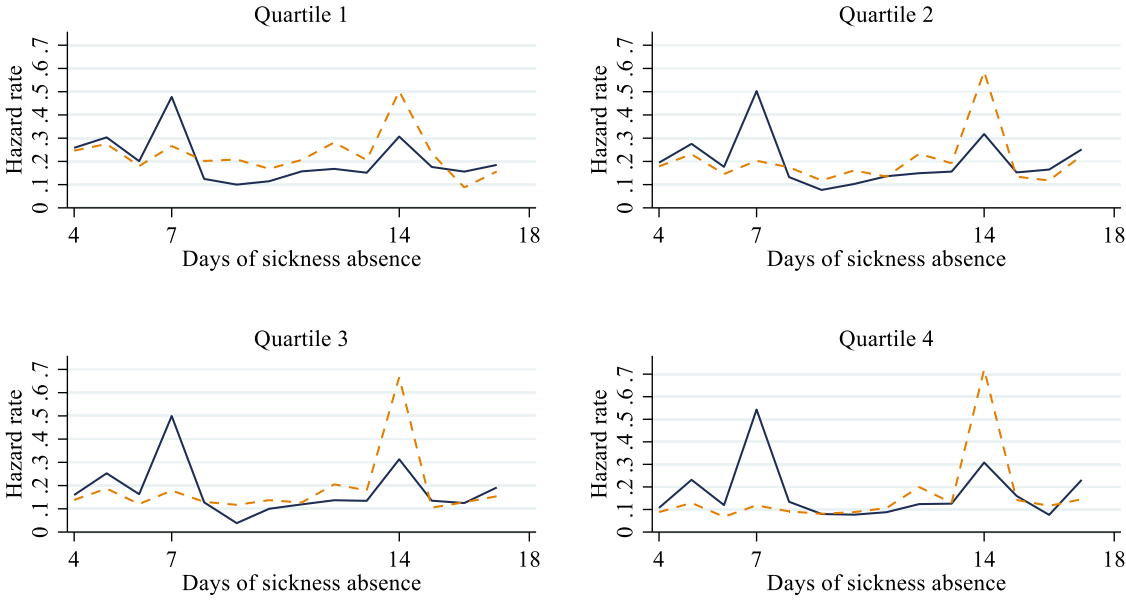 Quartile 1
Hazard rate
0 .1 .2 .3 .4 .5 .6 .7
4 7 14 18
Days of sickness absence
Quartile 2
Hazard rate
0 .1 .2 .3 .4 .5 .6 .7
4 7 14 18
Days of sickness absence
Quartile 3
Hazard rate
0 .1 .2 .3 .4 .5 .6 .7
4 7 14 18
Days of sickness absence
Quartile 4
Hazard rate
0 .1 .2 .3 .4 .5 .6 .7
4 7 14 18
Days of sickness absence